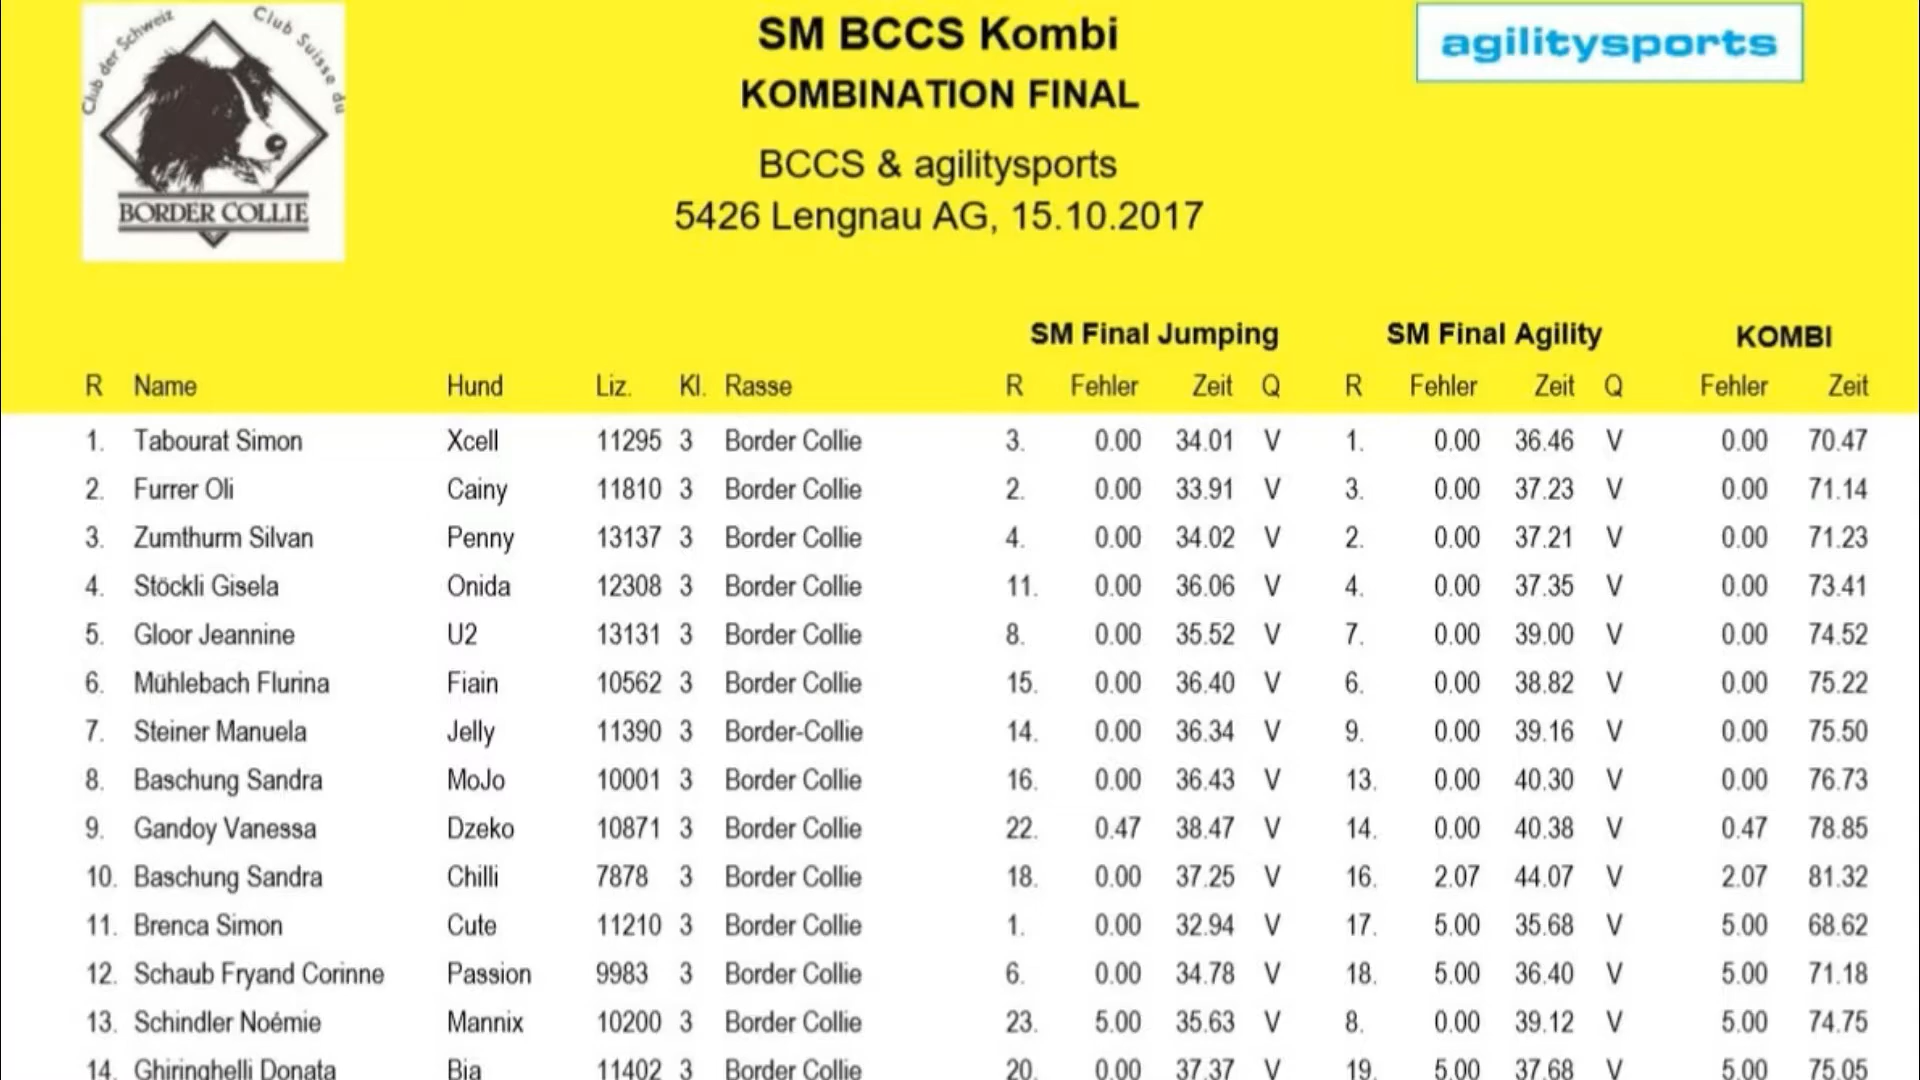 Club der Schweiz Club Suisse du
BORDER COLLIE
SM BCCS Kombi
KOMBINATION FINAL
BCCS & agilitysports
5426 Lengnau AG, 15.10.2017
agilitysports
SM Final Jumping SM Final Agility KOMBI
R Name Hund Liz. Kl. Rasse R Fehler Zeit Q R Fehler Zeit Q Fehler Zeit
1. Tabourat Simon Xcell 11295 3 Border Collie 3. 0.00 34.01 V 1. 0.00 36.46 V 0.00 70.47
2. Furrer Oli Cainy 11810 3 Border Collie 2. 0.00 33.91 V 3. 0.00 37.23 V 0.00 71.14
3. Zumthurm Silvan Penny 13137 3 Border Collie 4. 0.00 34.02 V 2. 0.00 37.21 V 0.00 71.23
4. Stöckli Gisela Onida 12308 3 Border Collie 11. 0.00 36.06 V 4. 0.00 37.35 V 0.00 73.41
5. Gloor Jeannine U2 13131 3 Border Collie 8. 0.00 35.52 V 7. 0.00 39.00 V 0.00 74.52
6. Mühlebach Flurina Fiain 10562 3 Border Collie 15. 0.00 36.40 V 6. 0.00 38.82 V 0.00 75.22
7. Steiner Manuela Jelly 11390 3 Border-Collie 14. 0.00 36.34 V 9. 0.00 39.16 V 0.00 75.50
8. Baschung Sandra MoJo 10001 3 Border Collie 16. 0.00 36.43 V 13. 0.00 40.30 V 0.00 76.73
9. Gandoy Vanessa Dzeko 10871 3 Border Collie 22. 0.47 38.47 V 14. 0.00 40.38 V 0.47 78.85
10. Baschung Sandra Chilli 7878 3 Border Collie 18. 0.00 37.25 V 16. 2.07 44.07 V 2.07 81.32
11. Brenca Simon Cute 11210 3 Border Collie 1. 0.00 32.94 V 17. 5.00 35.68 V 5.00 68.62
12. Schaub Fryand Corinne Passion 9983 3 Border Collie 6. 0.00 34.78 V 18. 5.00 36.40 V 5.00 71.18
13. Schindler Noémie Mannix 10200 3 Border Collie 23. 5.00 35.63 V 8. 0.00 39.12 V 5.00 74.75
14. Ghiringhelli Donata Bia 11402 3 Border Collie 20. 0.00 37.37 V 19. 5.00 37.68 V 5.00 75.05